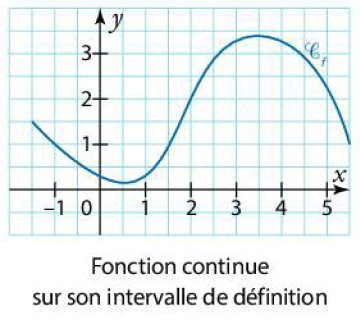 y
3
𝒞f
2
1
x
−1 0 1 2 3 4 5
Fonction continue
sur son intervalle de définition